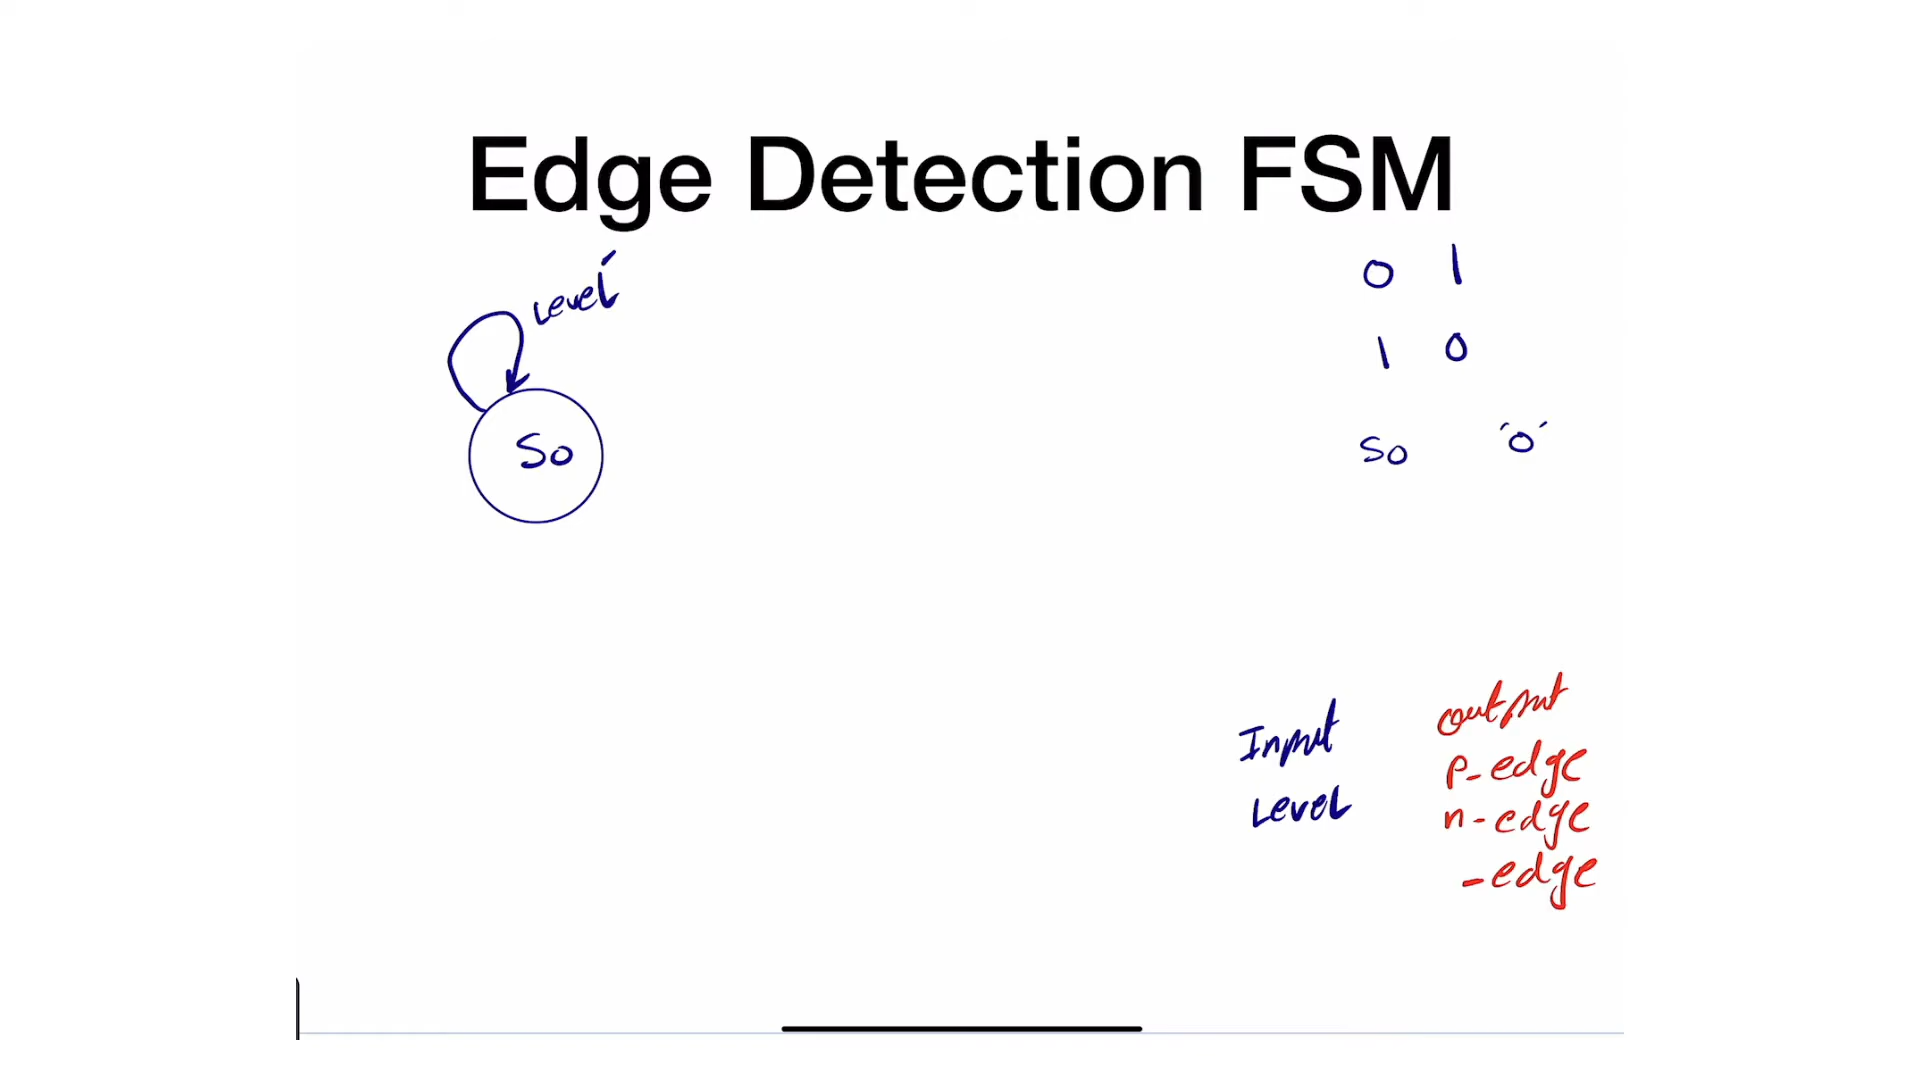 Edge Detection FSM
Level'
0 1
1 0
So
So '0'
Input
Level
output
p-edge
n-edge
-edge